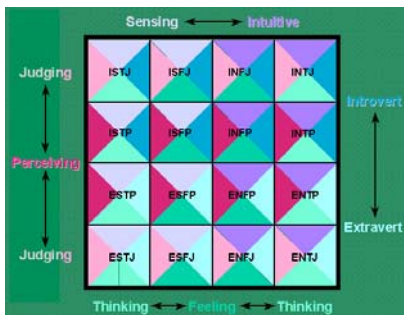 Sensing Intuitive
Judging ISTJ ISFJ INFJ INTJ
Introvert
ISTP ISFP INFP INTP
Perceiving
ESTP ESFP ENFP ENTP
Extravert
Judging ESTJ ESFJ ENFJ ENTJ
Thinking Feeling Thinking